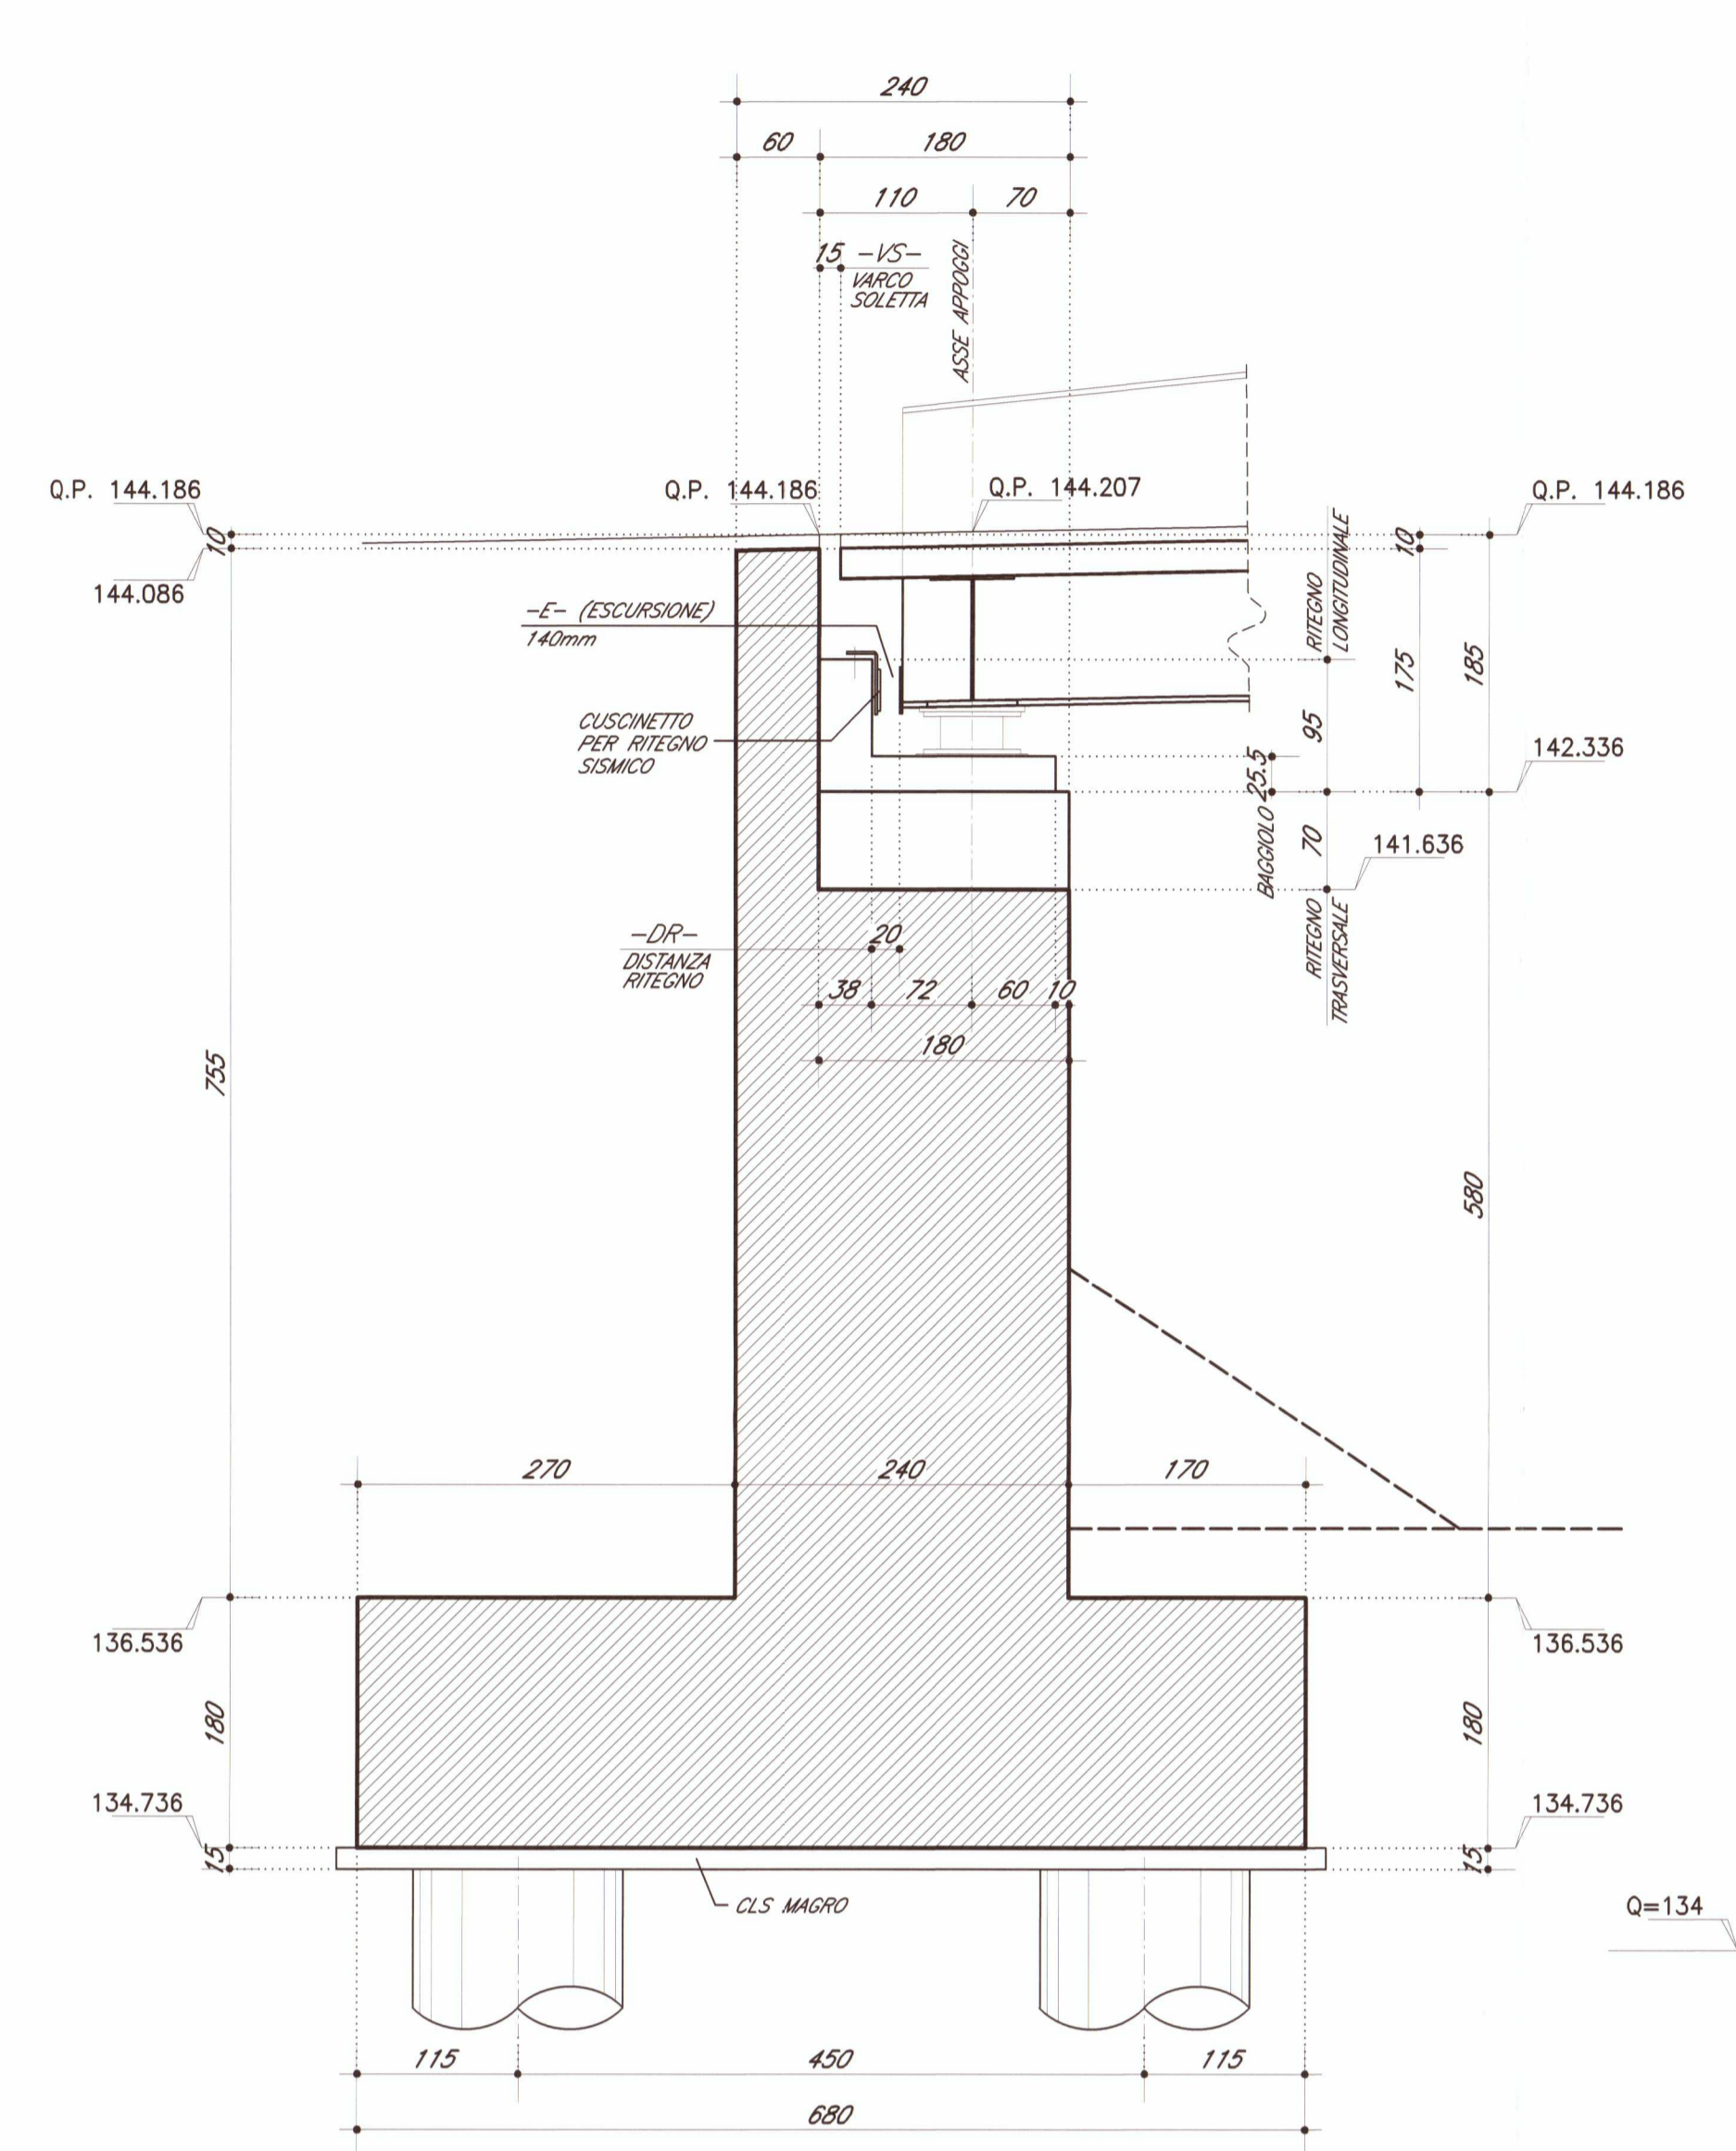 240
60
180
110
70
15 -VS-
VARCO
SOLETTA
ASSE APPOGGI
Q.P. 144.186
Q.P. 144.186
Q.P. 144.207
Q.P. 144.186
10
144.086
10
RITEGNO
LONGITUDINALE
-E- (ESCURSIONE)
140mm
175
185
CUSCINETTO
PER RITEGNO
SISMICO
95
142.336
BAGGIOLO 25.5
70
141.636
RITEGNO
TRASVERSALE
-DR-
DISTANZA
RITEGNO
20
38
72
60
10
180
755
580
270
240
170
136.536
136.536
180
180
134.736
134.736
15
15
CLS MAGRO
Q=134
115
450
115
680